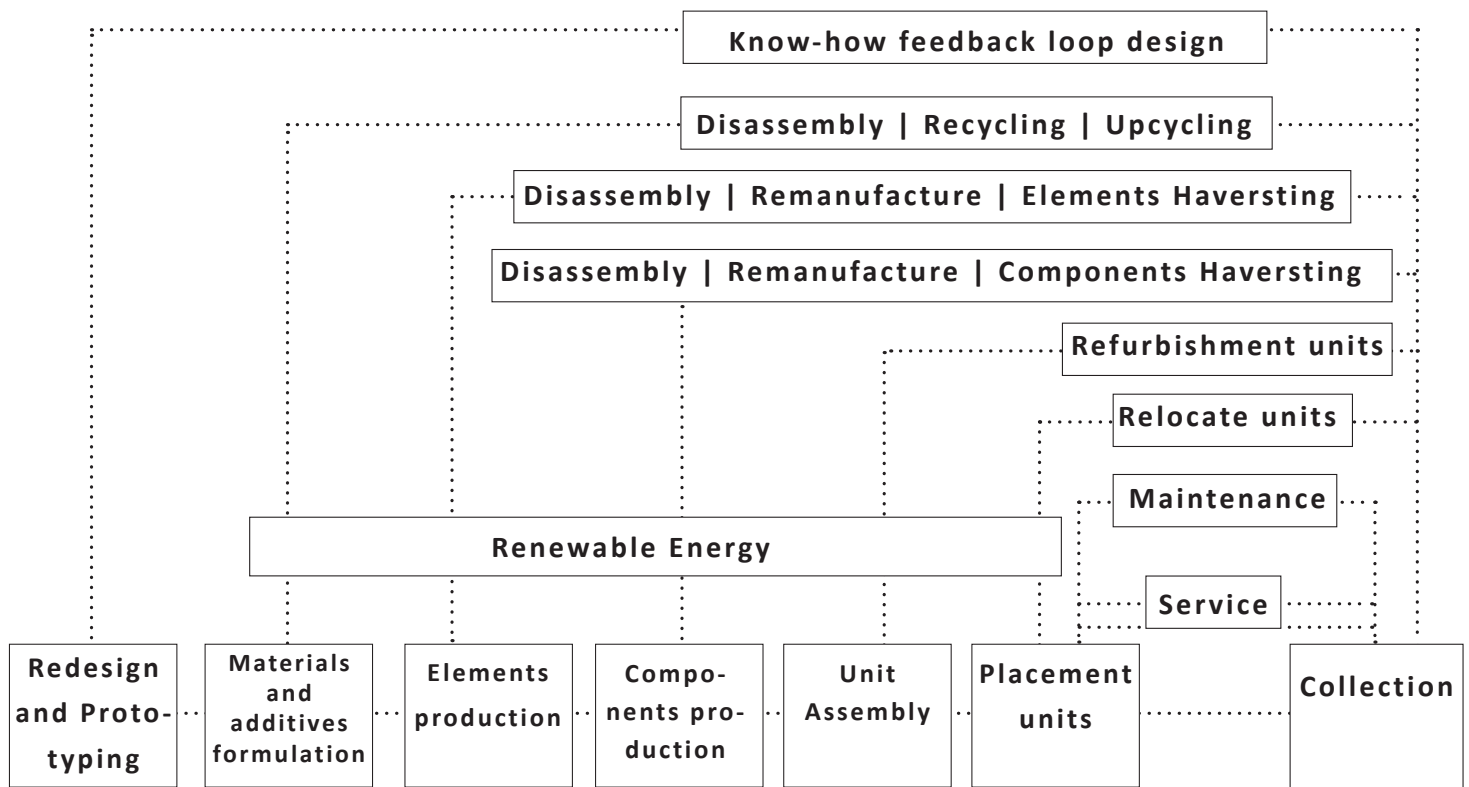 Know-how feedback loop design
Disassembly | Recycling | Upcycling
Disassembly | Remanufacture | Elements Haversting
Disassembly | Remanufacture | Components Haversting
Refurbishment units
Relocate units
Maintenance
Renewable Energy
Service
Redesign
and Proto-
typing
Materials
and
additives
formulation
Elements
production
Compo-
nents pro-
duction
Unit
Assembly
Placement
units
Collection